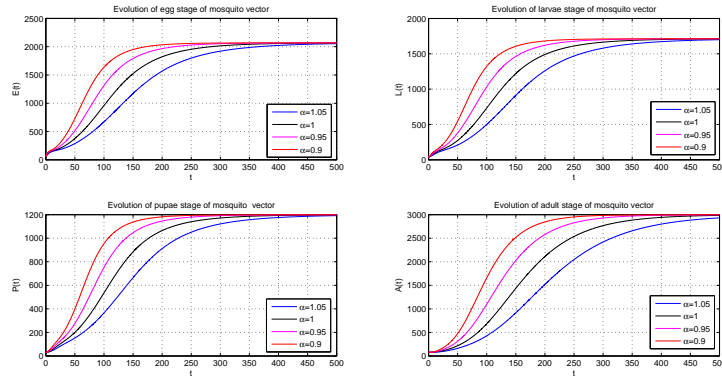 Evolution of egg stage of mosquito vector
2500
2000
1500
1000
500
0
E(t)
0 50 100 150 200 250 300 350 400 450 500
t
α=1.05
α=1
α=0.95
α=0.9
Evolution of larvae stage of mosquito vector
2000
1500
1000
500
0
L(t)
0 50 100 150 200 250 300 350 400 450 500
t
α=1.05
α=1
α=0.95
α=0.9
Evolution of pupae stage of mosquito vector
1200
1000
800
600
400
200
0
P(t)
0 50 100 150 200 250 300 350 400 450 500
t
α=1.05
α=1
α=0.95
α=0.9
Evolution of adult stage of mosquito vector
3000
2500
2000
1500
1000
500
0
A(t)
0 50 100 150 200 250 300 350 400 450 500
t
α=1.05
α=1
α=0.95
α=0.9